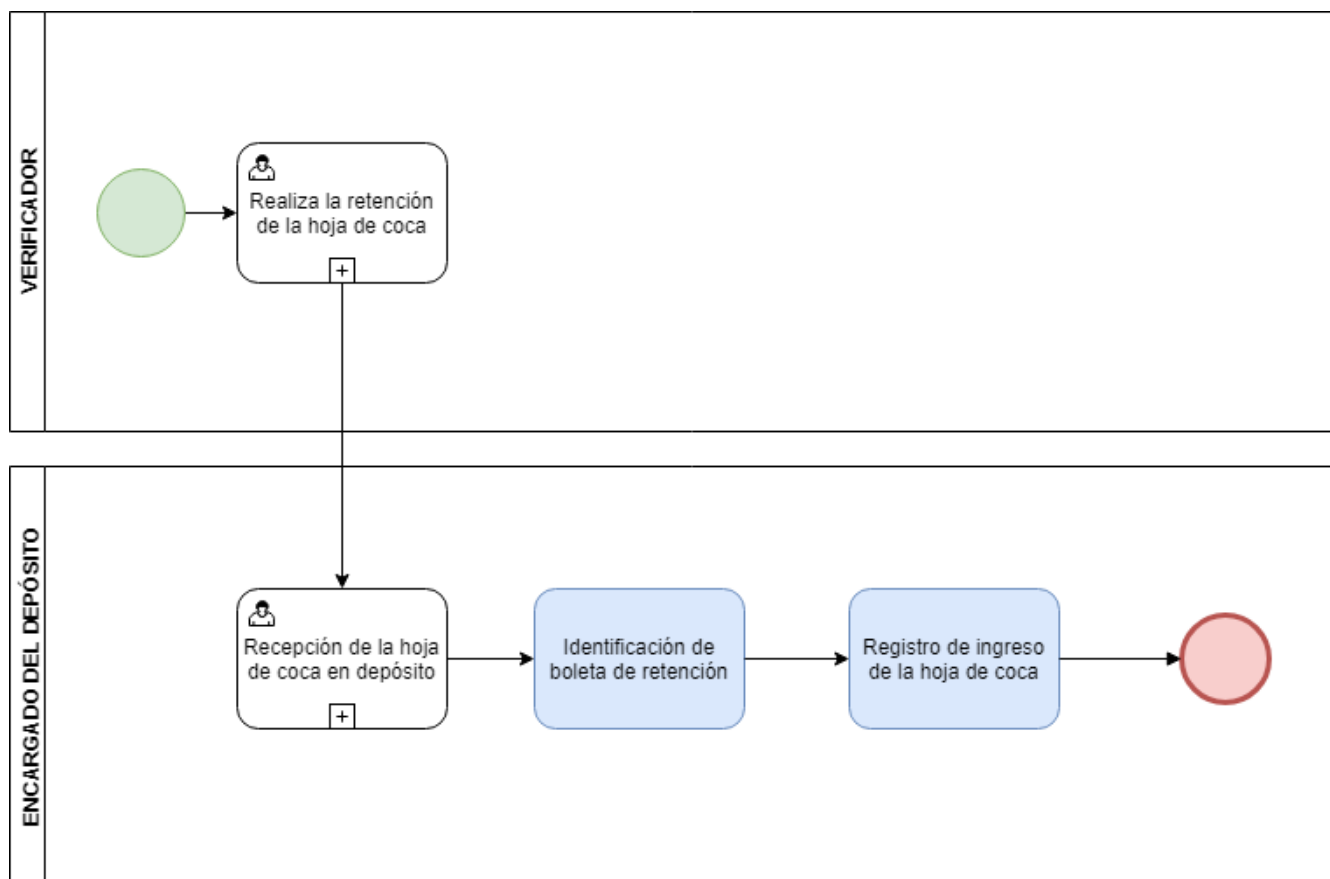 VERIFICADOR
Realiza la retención
de la hoja de coca
ENCARGADO DEL DEPÓSITO
Recepción de la hoja
de coca en depósito
Identificación de
boleta de retención
Registro de ingreso
de la hoja de coca